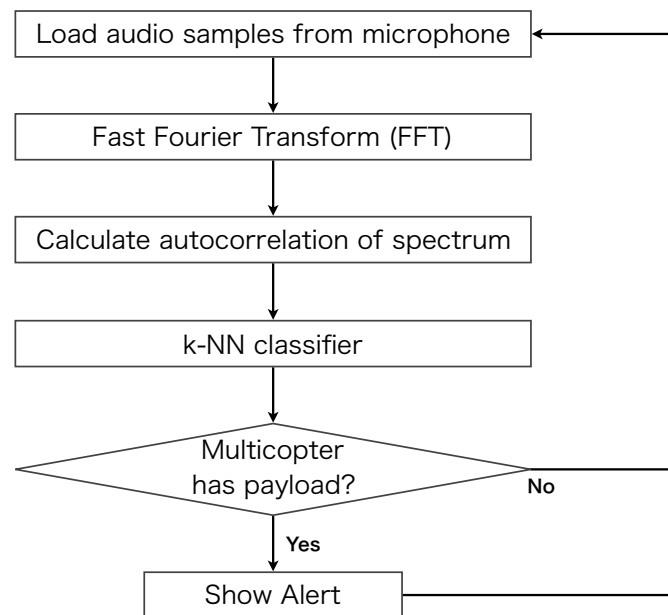 Load audio samples from microphone
Fast Fourier Transform (FFT)
Calculate autocorrelation of spectrum
k-NN classifier
Multicopter
has payload?
No
Yes
Show Alert